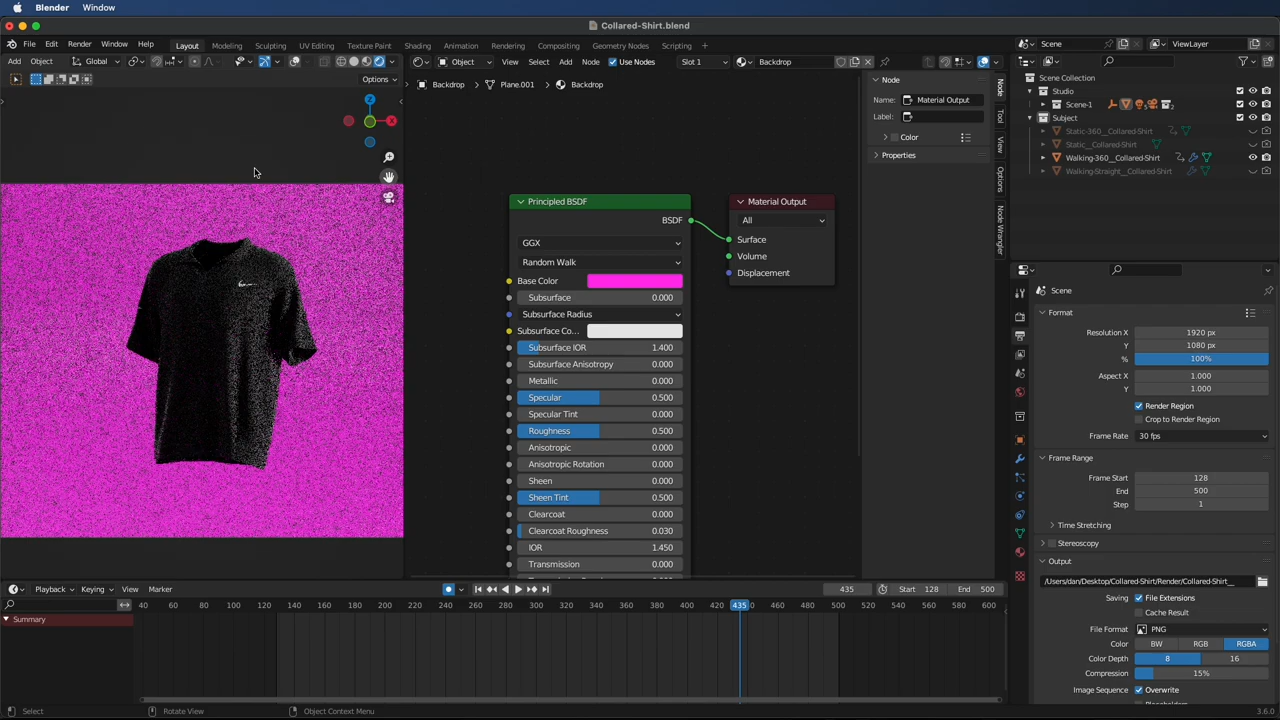 Blender Window
Collared-Shirt.blend
File Edit Render Window Help Layout Modeling Sculpting UV Editing Texture Paint Shading Animation Rendering Compositing Geometry Nodes Scripting +
Scene ViewLayer
Add Object Global
Object View Select Add Node Use Nodes Slot 1 Backdrop
Options
Backdrop > Plane.001 > Backdrop
Z
X
Node
Name: Material Output
Label:
Color
Properties
Node
Tool
View
Options
Node Wrangler
Scene Collection
Studio
Scene-1
Subject
Static-360__Collared-Shirt
Static__Collared-Shirt
Walking-360__Collared-Shirt
Walking-Straight__Collared-Shirt
Principled BSDF
BSDF
GGX
Random Walk
Base Color
Subsurface 0.000
Subsurface Radius
Subsurface Co...
Subsurface IOR 1.400
Subsurface Anisotropy 0.000
Metallic 0.000
Specular 0.500
Specular Tint 0.000
Roughness 0.500
Anisotropic 0.000
Anisotropic Rotation 0.000
Sheen 0.000
Sheen Tint 0.500
Clearcoat 0.000
Clearcoat Roughness 0.030
IOR 1.450
Transmission 0.000
Material Output
All
Surface
Volume
Displacement
Scene
Format
Resolution X 1920 px
Y 1080 px
% 100%
Aspect X 1.000
Y 1.000
Render Region
Crop to Render Region
Frame Rate 30 fps
Frame Range
Frame Start 128
End 500
Step 1
Time Stretching
Stereoscopy
Output
/Users/dan/Desktop/Collared-Shirt/Render/Collared-Shirt__
Saving File Extensions
Cache Result
File Format PNG
Color BW RGB RGBA
Color Depth 8 16
Compression 15%
Image Sequence Overwrite
Playback Keying View Marker 435 Start 128 End 500
40 60 80 100 120 140 160 180 200 220 240 260 280 300 320 340 360 380 400 420 435 440 460 480 500 520 540 560 580 600
Summary
Select Rotate View Object Context Menu 3.6.0